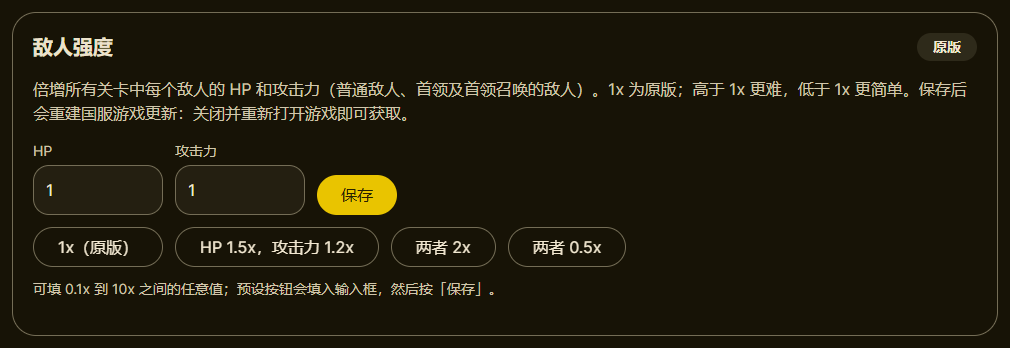 敌人强度
原版
倍增所有关卡中每个敌人的 HP 和攻击力（普通敌人、首领及首领召唤的敌人）。1x 为原版；高于 1x 更难，低于 1x 更简单。保存后
会重建国服游戏更新：关闭并重新打开游戏即可获取。
HP
攻击力
1
1
保存
1x（原版）
HP 1.5x，攻击力 1.2x
两者 2x
两者 0.5x
可填 0.1x 到 10x 之间的任意值；预设按钮会填入输入框，然后按「保存」。